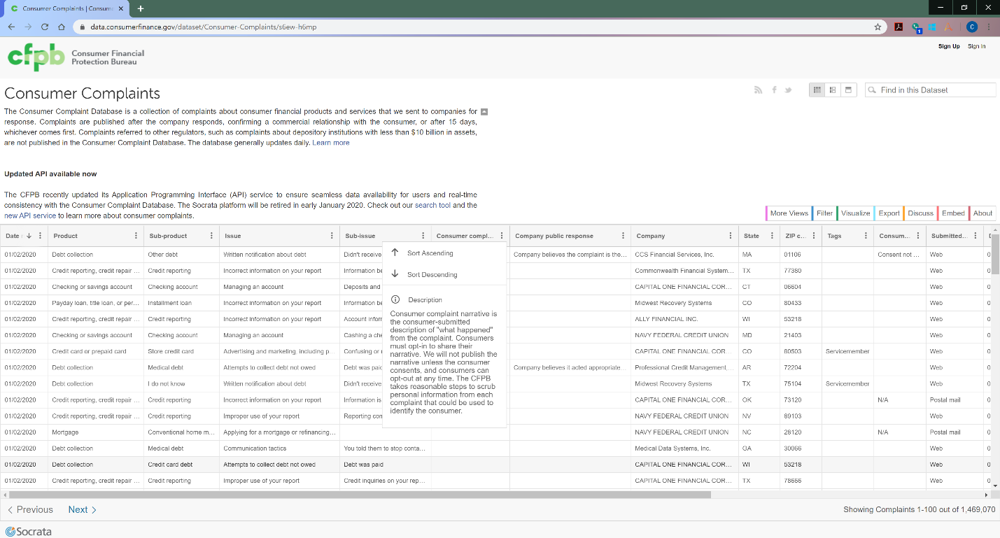 Consumer Complaints | Consume
data.consumerfinance.gov/dataset/Consumer-Complaints/s6ew-h6mp
1
C
Sign Up Sign In
cfpb Consumer Financial
Protection Bureau
Consumer Complaints
Find in this Dataset
The Consumer Complaint Database is a collection of complaints about consumer financial products and services that we sent to companies for
response. Complaints are published after the company responds, confirming a commercial relationship with the consumer, or after 15 days,
whichever comes first. Complaints referred to other regulators, such as complaints about depository institutions with less than $10 billion in assets,
are not published in the Consumer Complaint Database. The database generally updates daily. Learn more
Updated API available now
The CFPB recently updated its Application Programming Interface (API) service to ensure seamless data availability for users and real-time
consistency with the Consumer Complaint Database. The Socrata platform will be retired in early January 2020. Check out our search tool and the
new API service to learn more about consumer complaints.
More Views Filter Visualize Export Discuss Embed About
Date Product Sub-product Issue Sub-issue Consumer compl... Company public response Company State ZIP c... Tags Consum... Submitted...
01/02/2020 Debt collection Other debt Written notification about debt Didn't receive Company believes the complaint is the... CCS Financial Services, Inc. MA 01106 Consent not ... Web 0
01/02/2020 Credit reporting, credit repair ... Credit reporting Incorrect information on your report Information be Commonwealth Financial System... TX 77380 Web 0
01/02/2020 Checking or savings account Checking account Managing an account Deposits and CAPITAL ONE FINANCIAL COR... CT 06604 Web 0
01/02/2020 Payday loan, title loan, or per... Installment loan Incorrect information on your report Information be Midwest Recovery Systems CO 80433 Web 0
01/02/2020 Credit reporting, credit repair ... Credit reporting Incorrect information on your report Account inforr ALLY FINANCIAL INC. WI 53218 Web 0
01/02/2020 Checking or savings account Checking account Managing an account Cashing a che NAVY FEDERAL CREDIT UNION MD 21403 Web 0
01/02/2020 Credit card or prepaid card Store credit card Advertising and marketing, including p... Confusing or CAPITAL ONE FINANCIAL COR... CO 80503 Servicemember Web 0
01/02/2020 Debt collection Medical debt Attempts to collect debt not owed Debt was paid Company believes it acted appropriate... Professional Credit Management,... AR 72204 Web 0
01/02/2020 Debt collection I do not know Written notification about debt Didn't receive Midwest Recovery Systems TX 75104 Servicemember Web 0
01/02/2020 Credit reporting, credit repair ... Credit reporting Incorrect information on your report Information is CAPITAL ONE FINANCIAL COR... OK 73120 N/A Postal mail 0
01/02/2020 Credit reporting, credit repair ... Credit reporting Improper use of your report Reporting con NAVY FEDERAL CREDIT UNION NV 89103 Web 0
01/02/2020 Mortgage Conventional home m... Applying for a mortgage or refinancing... NAVY FEDERAL CREDIT UNION NC 28120 N/A Postal mail 0
01/02/2020 Debt collection Medical debt Communication tactics You told them to stop conta... Medical Data Systems, Inc. GA 30066 Web 0
01/02/2020 Debt collection Credit card debt Attempts to collect debt not owed Debt was paid CAPITAL ONE FINANCIAL COR... WI 53218 Web 0
01/02/2020 Credit reporting, credit repair ... Credit reporting Improper use of your report Credit inquiries on your rep... CAPITAL ONE FINANCIAL COR... TX 78666 Web 0
Sort Ascending
Sort Descending
Description
Consumer complaint narrative is
the consumer-submitted
description of "what happened"
from the complaint. Consumers
must opt-in to share their
narrative. We will not publish the
narrative unless the consumer
consents, and consumers can
opt-out at any time. The CFPB
takes reasonable steps to scrub
personal information from each
complaint that could be used to
identify the consumer.
Previous Next
Showing Complaints 1-100 out of 1,469,070
Socrata